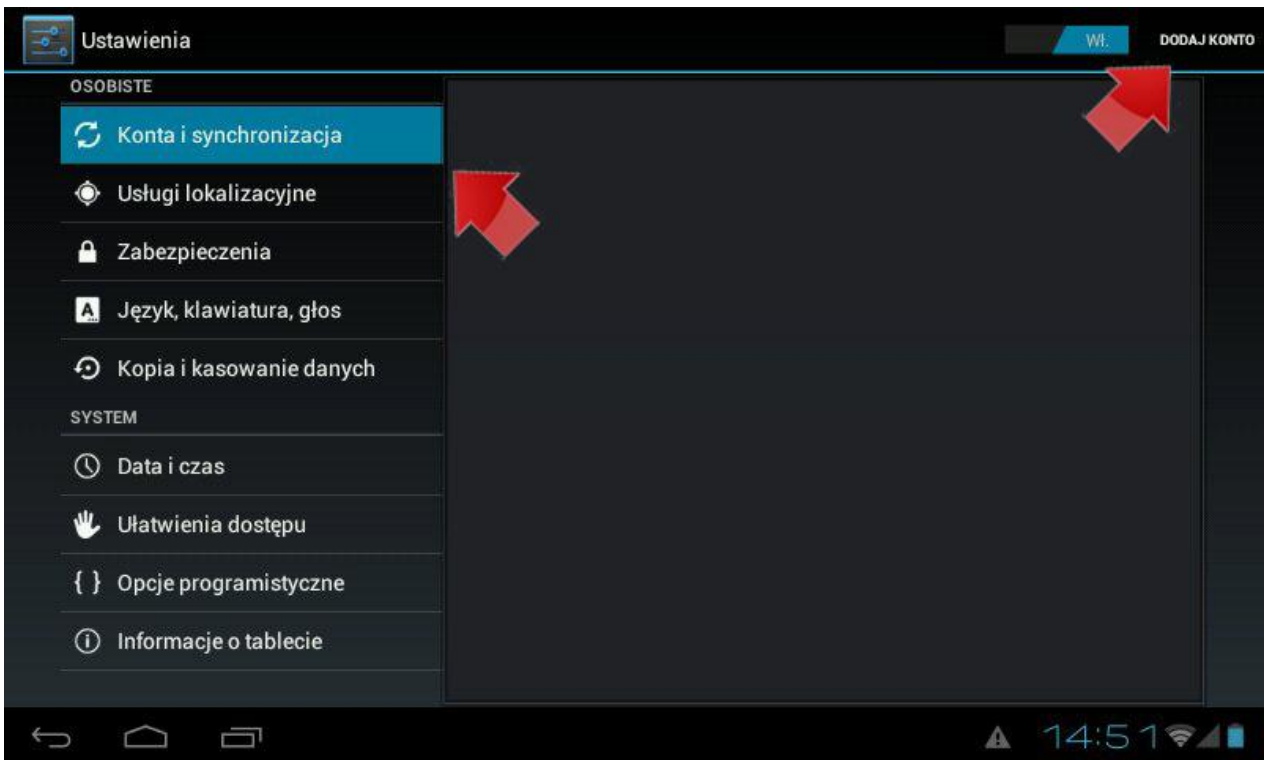 Ustawienia
Wł.
DODAJ KONTO
OSOBISTE
Konta i synchronizacja
Usługi lokalizacyjne
Zabezpieczenia
Język, klawiatura, głos
Kopia i kasowanie danych
SYSTEM
Data i czas
Ułatwienia dostępu
{ } Opcje programistyczne
Informacje o tablecie
14:51